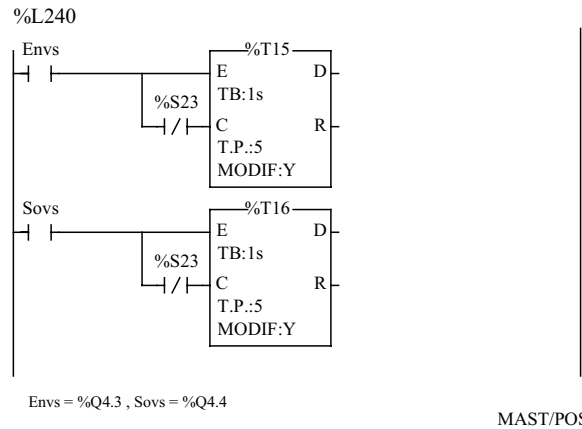 %L240
Envs
%T15
E D
TB:1s
%S23
C R
T.P.:5
MODIF:Y
Sovs
%T16
E D
TB:1s
%S23
C R
T.P.:5
MODIF:Y
Envs = %Q4.3 , Sovs = %Q4.4
MAST/POS